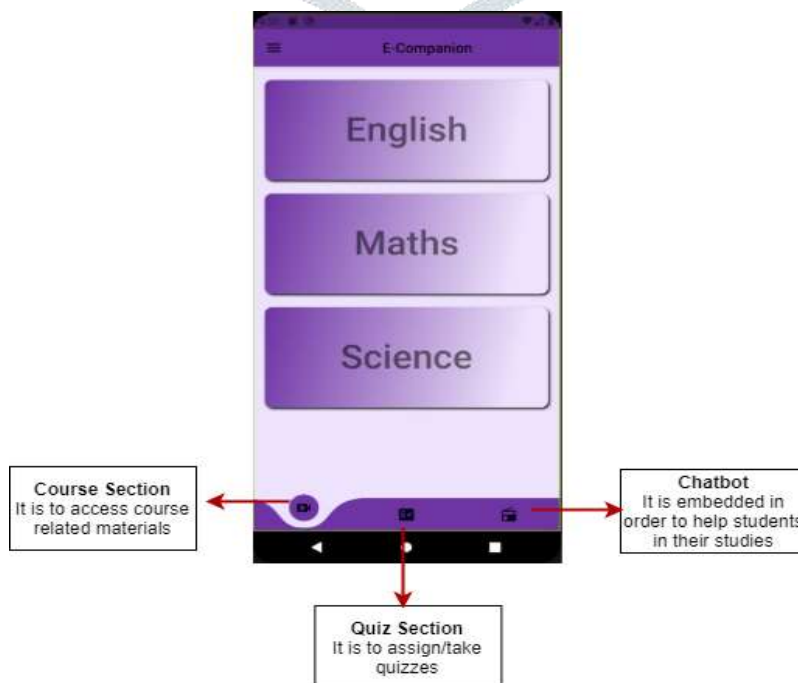 E-Companion
English
Maths
Science
Course Section
It is to access course
related materials
Chatbot
It is embedded in
order to help students
in their studies
Quiz Section
It is to assign/take
quizzes